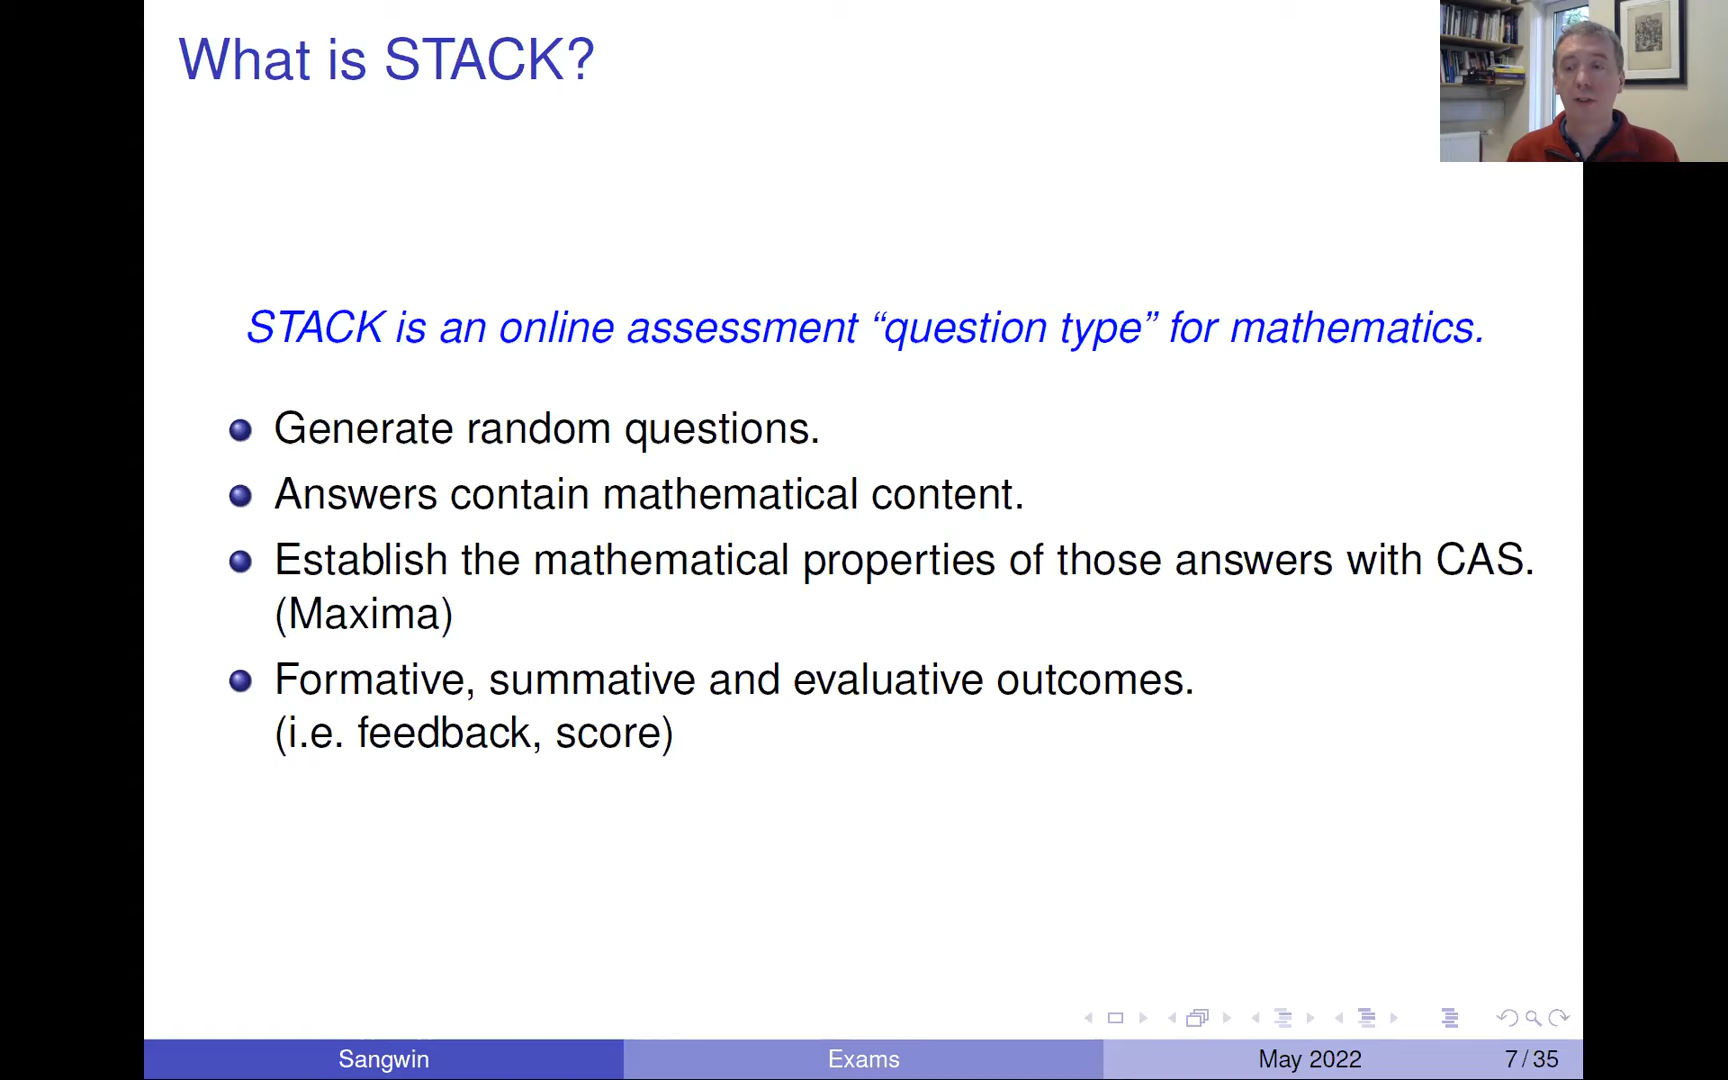 What is STACK?
STACK is an online assessment “question type” for mathematics.
Generate random questions.
Answers contain mathematical content.
Establish the mathematical properties of those answers with CAS.
(Maxima)
Formative, summative and evaluative outcomes.
(i.e. feedback, score)
Sangwin
Exams
May 2022
7 / 35